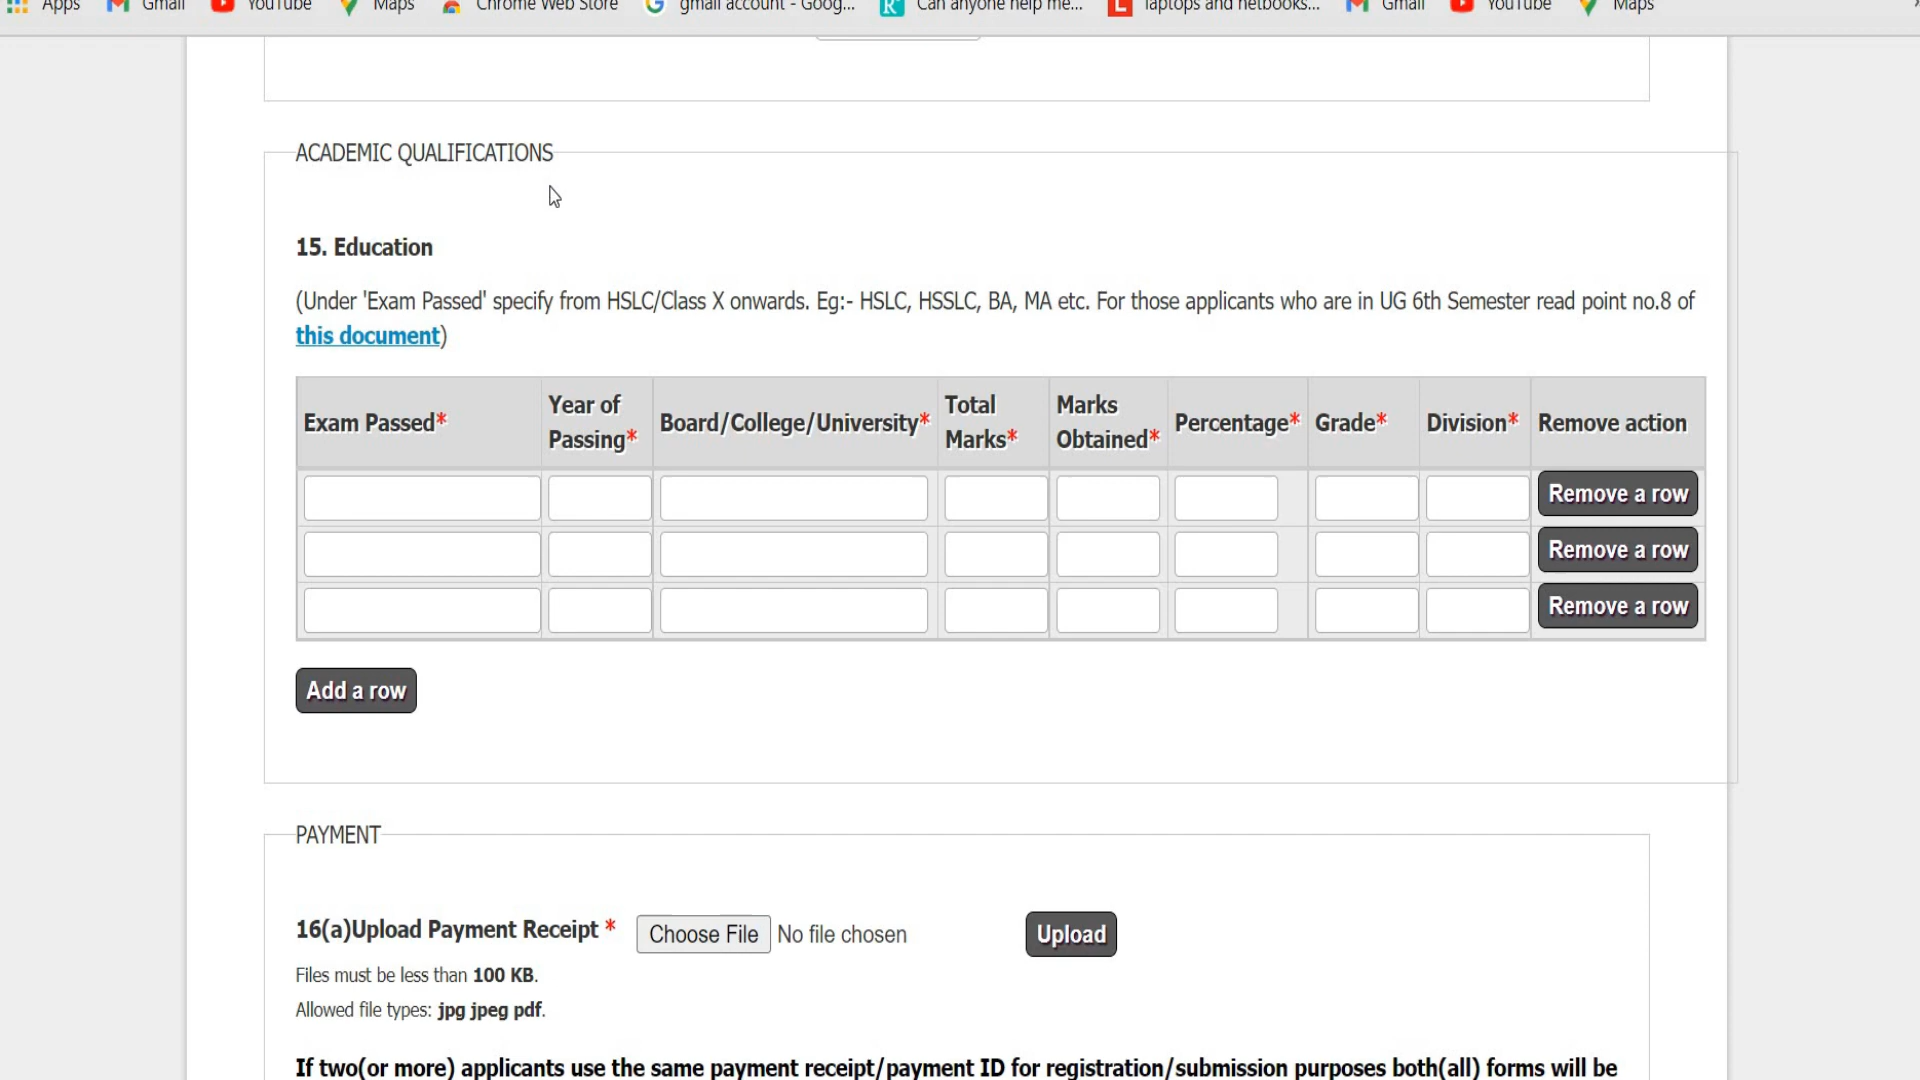 Apps Gmail YouTube Maps Chrome Web Store gmail account - Goog... Can anyone help me... laptops and netbooks... Gmail YouTube Maps
ACADEMIC QUALIFICATIONS
15. Education
(Under 'Exam Passed' specify from HSLC/Class X onwards. Eg:- HSLC, HSSLC, BA, MA etc. For those applicants who are in UG 6th Semester read point no.8 of
this document)
Exam Passed* Year of Passing* Board/College/University* Total Marks* Marks Obtained* Percentage* Grade* Division* Remove action
Remove a row
Remove a row
Remove a row
Add a row
PAYMENT
16(a)Upload Payment Receipt * Choose File No file chosen Upload
Files must be less than 100 KB.
Allowed file types: jpg jpeg pdf.
If two(or more) applicants use the same payment receipt/payment ID for registration/submission purposes both(all) forms will be